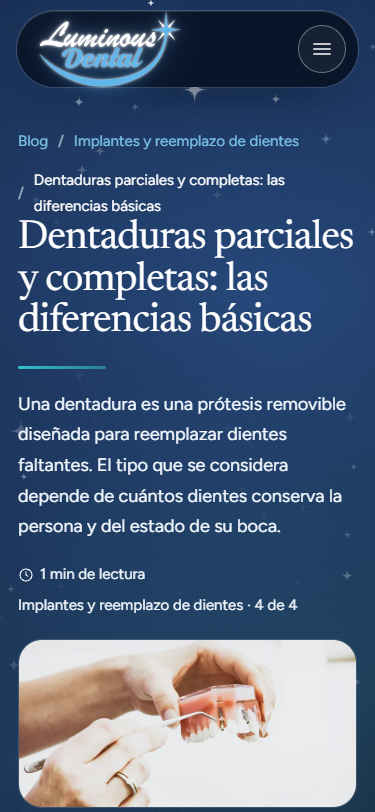 Luminous
Dental
Blog / Implantes y reemplazo de dientes
/ Dentaduras parciales y completas: las
diferencias básicas
Dentaduras parciales
y completas: las
diferencias básicas
Una dentadura es una prótesis removible
diseñada para reemplazar dientes
faltantes. El tipo que se considera
depende de cuántos dientes conserva la
persona y del estado de su boca.
1 min de lectura
Implantes y reemplazo de dientes · 4 de 4